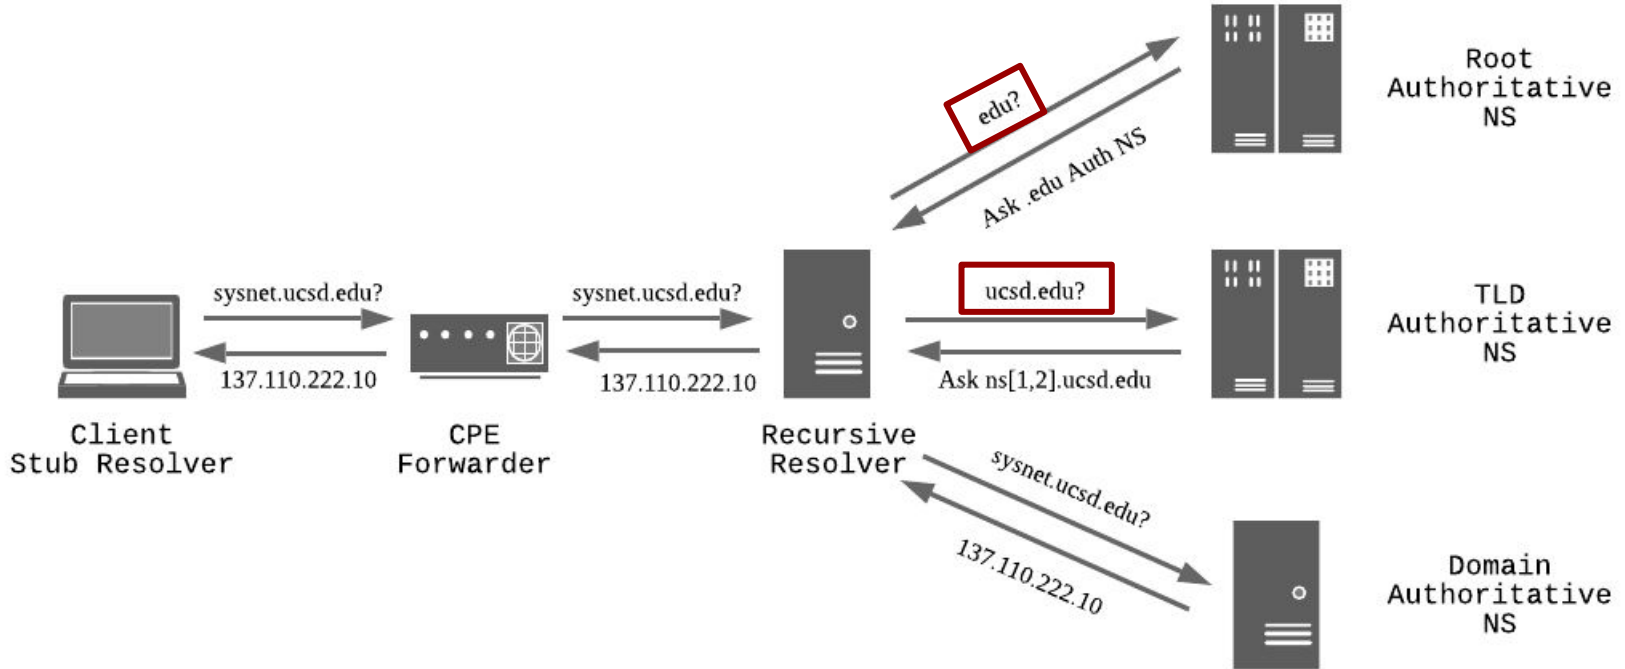 edu?
Ask .edu Auth NS
Root
Authoritative
NS
sysnet.ucsd.edu?
137.110.222.10
sysnet.ucsd.edu?
137.110.222.10
ucsd.edu?
Ask ns[1,2].ucsd.edu
TLD
Authoritative
NS
Client
Stub Resolver
CPE
Forwarder
Recursive
Resolver
sysnet.ucsd.edu?
137.110.222.10
Domain
Authoritative
NS